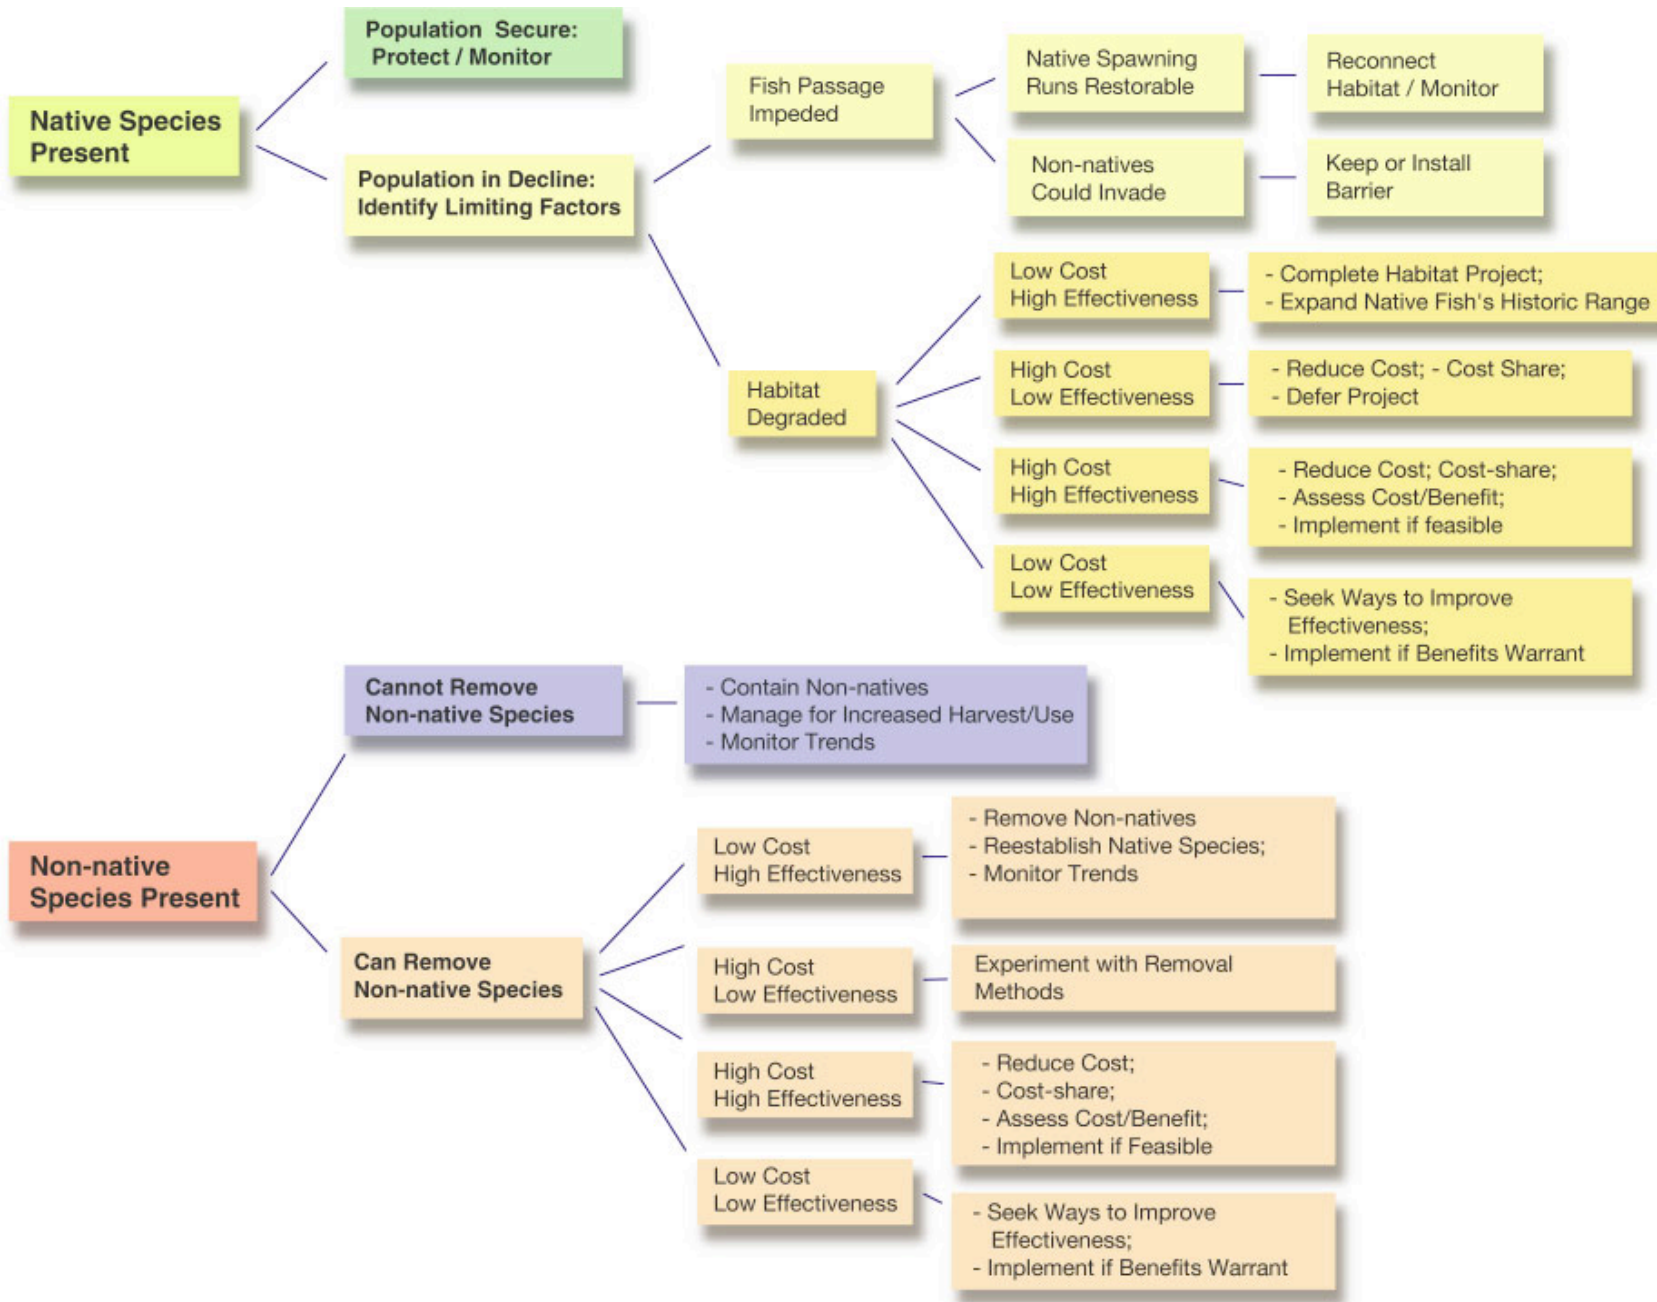 Population Secure:
Protect / Monitor
Native Species
Present
Population in Decline:
Identify Limiting Factors
Fish Passage
Impeded
Native Spawning
Runs Restorable
Reconnect
Habitat / Monitor
Non-natives
Could Invade
Keep or Install
Barrier
Habitat
Degraded
Low Cost
High Effectiveness
- Complete Habitat Project;
- Expand Native Fish's Historic Range
High Cost
Low Effectiveness
- Reduce Cost; - Cost Share;
- Defer Project
High Cost
High Effectiveness
- Reduce Cost; Cost-share;
- Assess Cost/Benefit;
- Implement if feasible
Low Cost
Low Effectiveness
- Seek Ways to Improve
Effectiveness;
- Implement if Benefits Warrant
Non-native
Species Present
Cannot Remove
Non-native Species
- Contain Non-natives
- Manage for Increased Harvest/Use
- Monitor Trends
Can Remove
Non-native Species
Low Cost
High Effectiveness
- Remove Non-natives
- Reestablish Native Species;
- Monitor Trends
High Cost
Low Effectiveness
Experiment with Removal
Methods
High Cost
High Effectiveness
- Reduce Cost;
- Cost-share;
- Assess Cost/Benefit;
- Implement if Feasible
Low Cost
Low Effectiveness
- Seek Ways to Improve
Effectiveness;
- Implement if Benefits Warrant